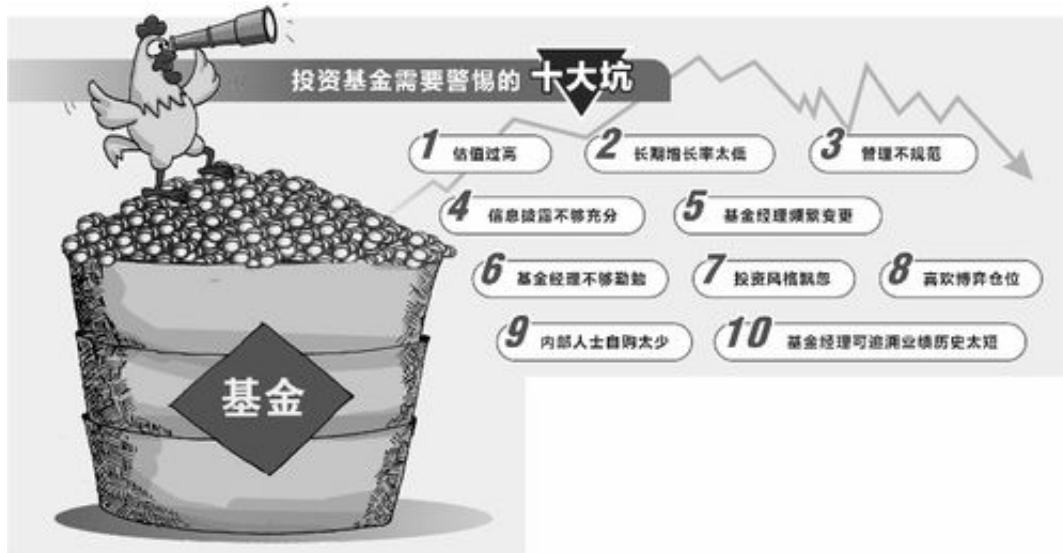 投资基金需要警惕的 十大坑
1 估值过高
2 长期增长率太低
3 管理不规范
4 信息披露不够充分
5 基金经理频繁变更
6 基金经理不够勤勉
7 投资风格飘忽
8 喜欢博弈仓位
9 内部人士自购太少
10 基金经理可追溯业绩历史太短
基金